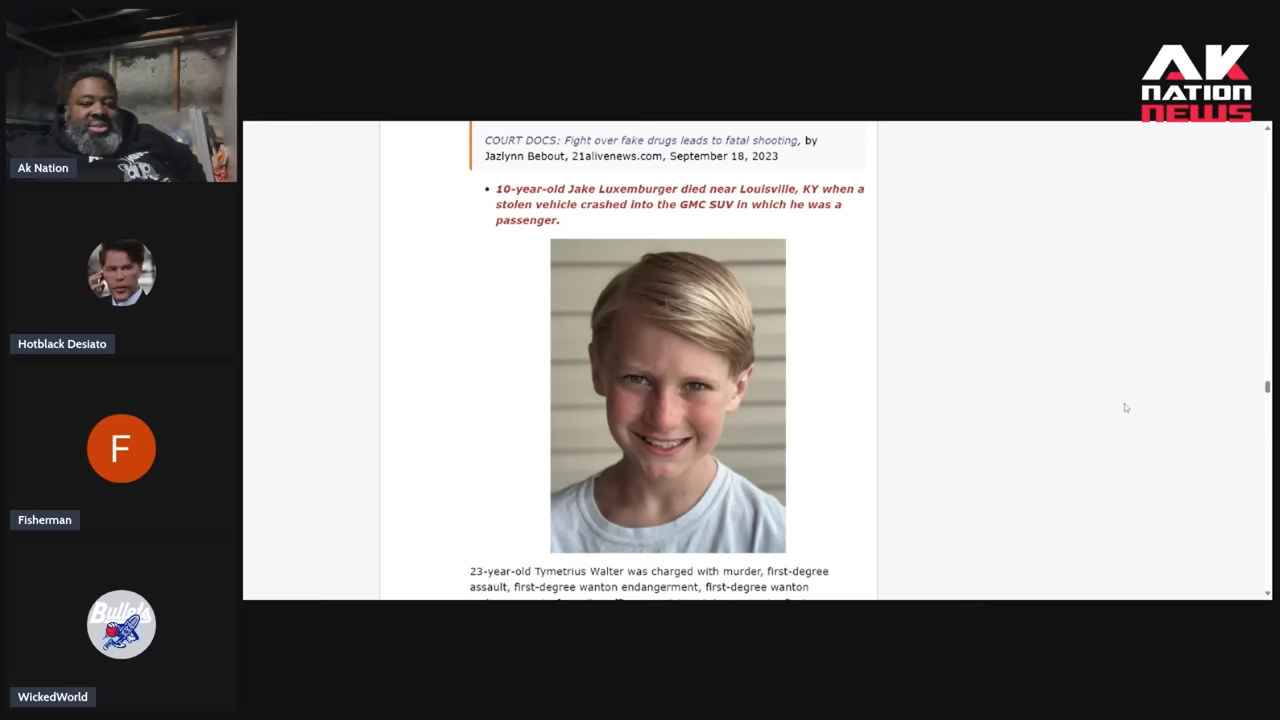 AK
NATION
NEWS
Ak Nation
Hotblack Desiato
F
Fisherman
Bullets
WickedWorld
COURT DOCS: Fight over fake drugs leads to fatal shooting, by
Jazlynn Bebout, 21alivenews.com, September 18, 2023
• 10-year-old Jake Luxemburger died near Louisville, KY when a
stolen vehicle crashed into the GMC SUV in which he was a
passenger.
23-year-old Tymetrius Walter was charged with murder, first-degree
assault, first-degree wanton endangerment, first-degree wanton